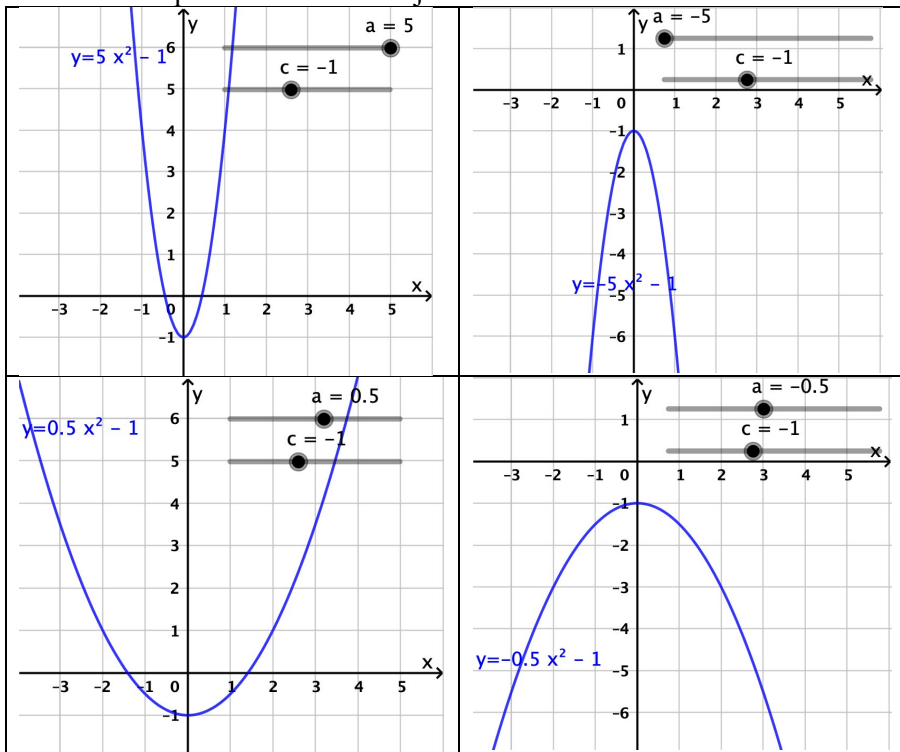 y
a = 5
y=5 x² − 1
6
c = −1
5
4
3
2
1
x
−3 −2 −1 0 1 2 3 4 5
−1
y a = −5
1
c = −1
x
−3 −2 −1 0 1 2 3 4 5
−1
−2
−3
−4
y=−5 x² − 1
−5
−6
y
a = 0.5
6
y=0.5 x² − 1
c = −1
5
4
3
2
1
x
−3 −2 −1 0 1 2 3 4 5
−1
a = −0.5
y
1
c = −1
x
−3 −2 −1 0 1 2 3 4 5
−1
−2
−3
−4
y=−0.5 x² − 1
−5
−6